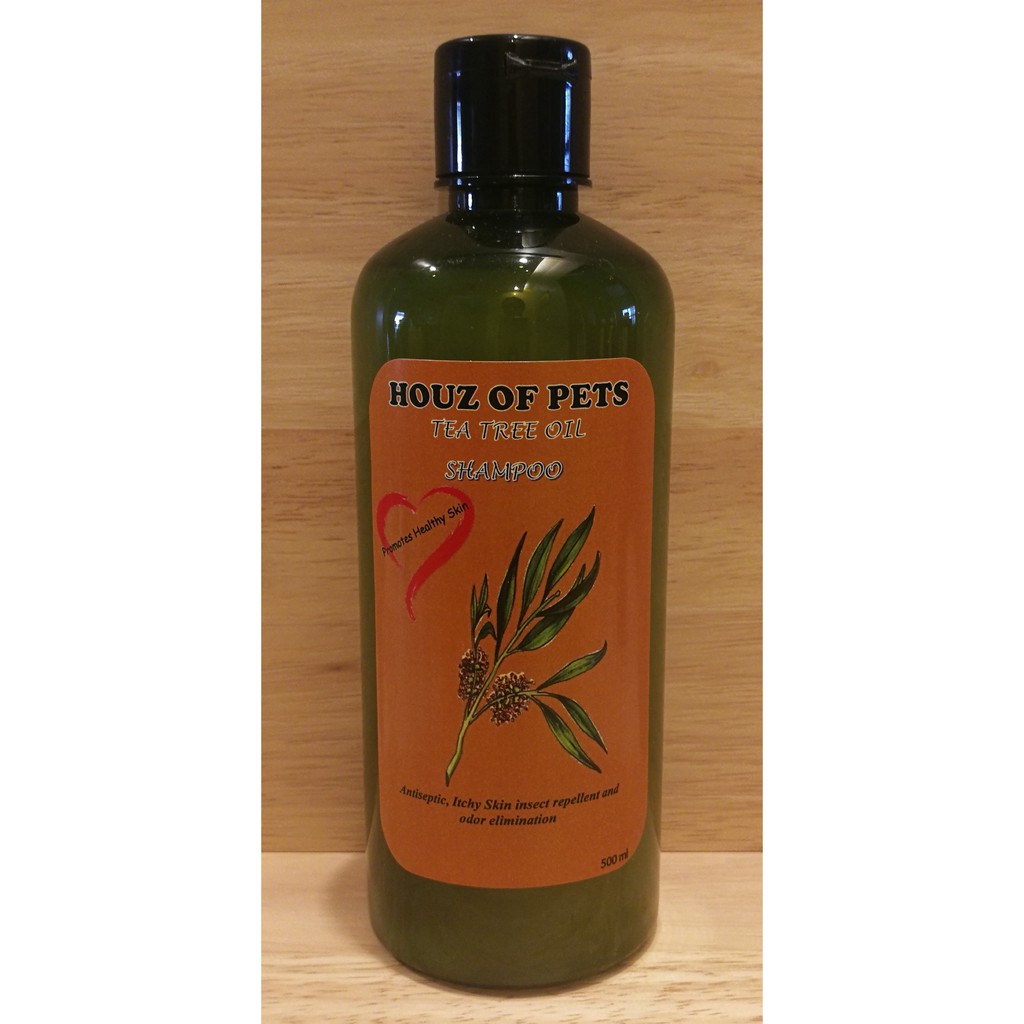 HOUZ OF PETS
TEA TREE OIL
SHAMPOO
Promotes Healthy Skin
Antiseptic, Itchy Skin insect repellent and
odor elimination
500 ml